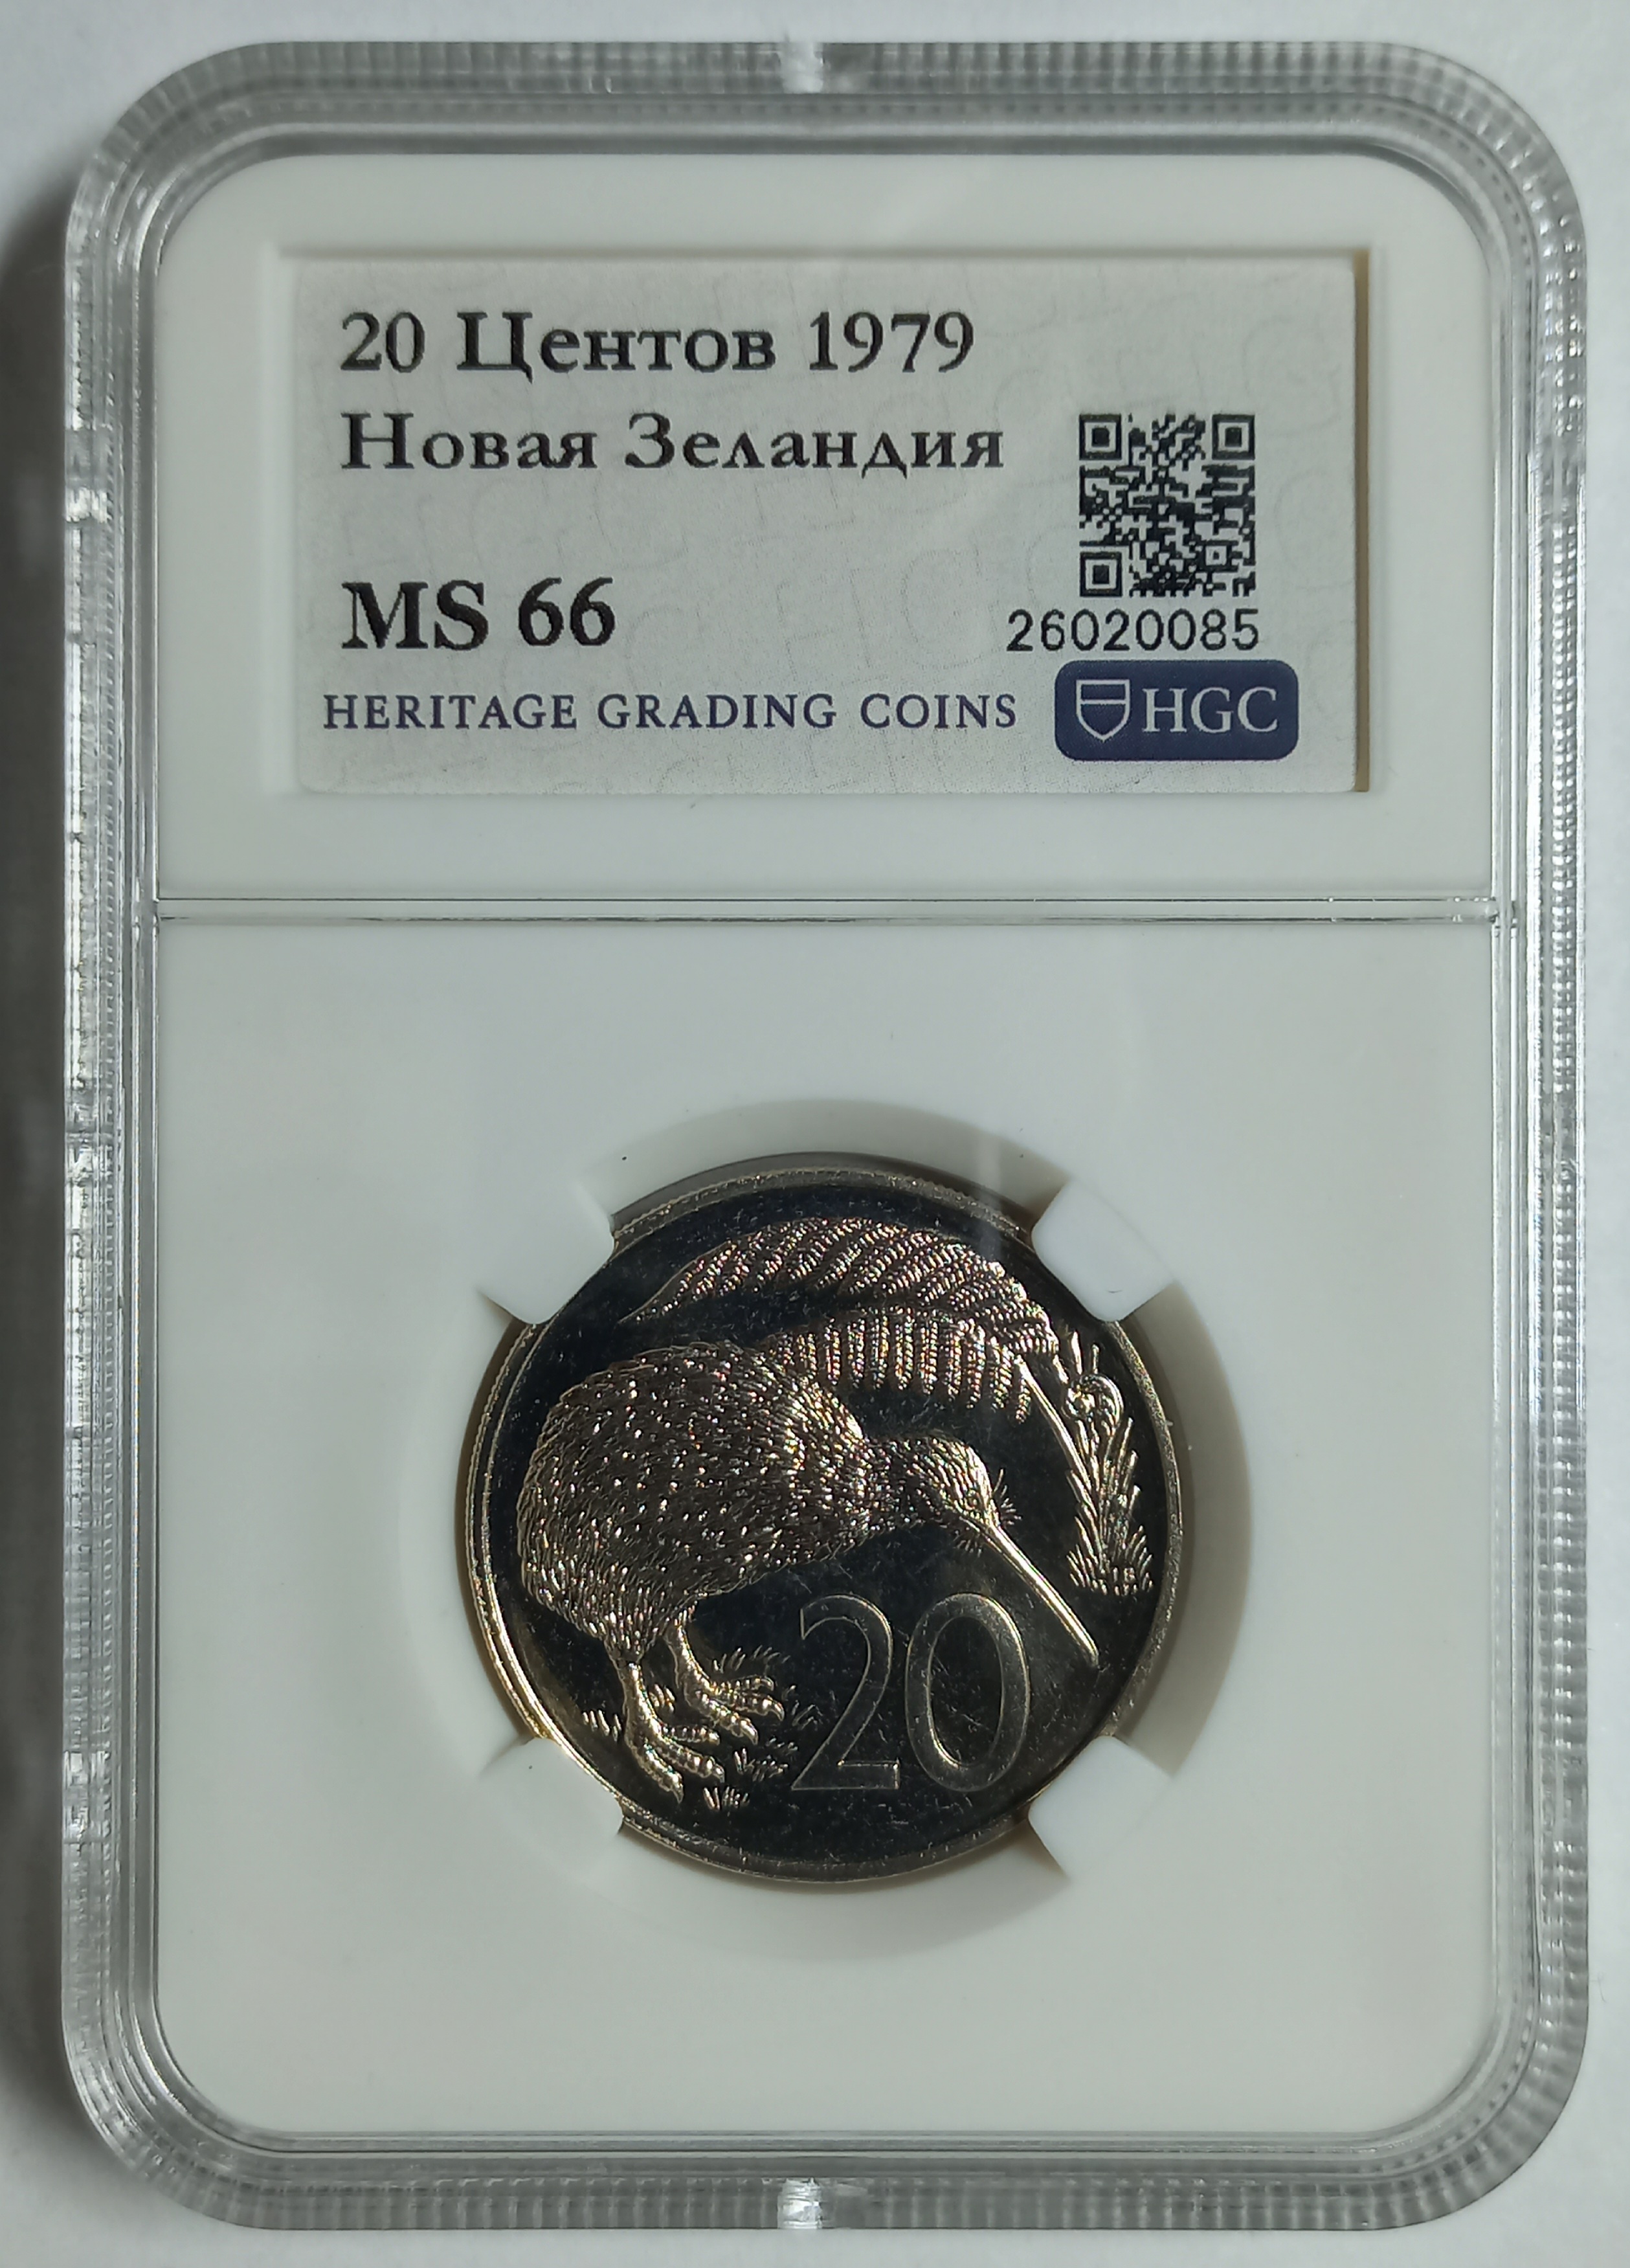 20 Центов 1979
Новая Зеландия
MS 66
26020085
HERITAGE GRADING COINS HGC
20